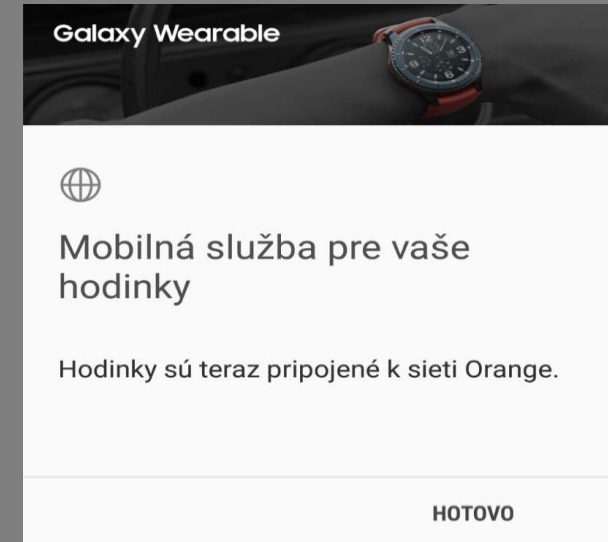 Galaxy Wearable
Mobilná služba pre vaše
hodinky
Hodinky sú teraz pripojené k sieti Orange.
HOTOVO